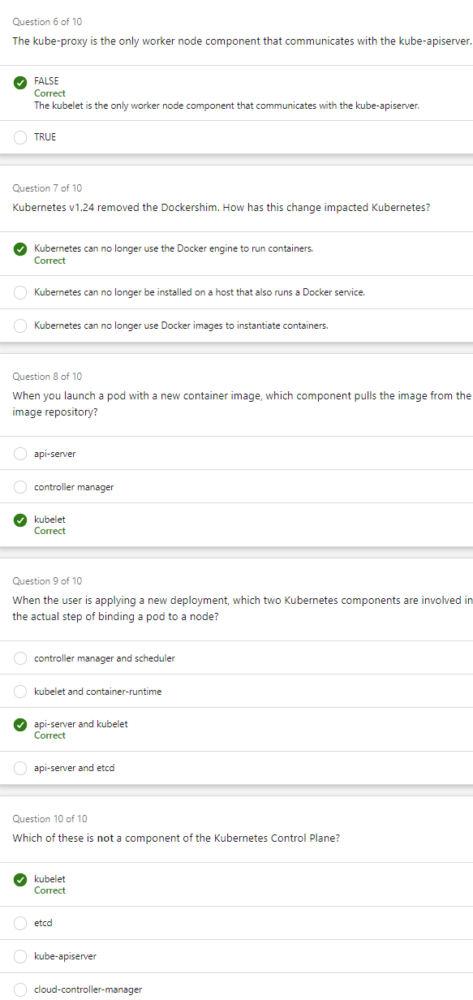 Question 6 of 10
The kube-proxy is the only worker node component that communicates with the kube-apiserver.
FALSE
Correct
The kubelet is the only worker node component that communicates with the kube-apiserver.
TRUE
Question 7 of 10
Kubernetes v1.24 removed the Dockershim. How has this change impacted Kubernetes?
Kubernetes can no longer use the Docker engine to run containers.
Correct
Kubernetes can no longer be installed on a host that also runs a Docker service.
Kubernetes can no longer use Docker images to instantiate containers.
Question 8 of 10
When you launch a pod with a new container image, which component pulls the image from the
image repository?
api-server
controller manager
kubelet
Correct
Question 9 of 10
When the user is applying a new deployment, which two Kubernetes components are involved in
the actual step of binding a pod to a node?
controller manager and scheduler
kubelet and container-runtime
api-server and kubelet
Correct
api-server and etcd
Question 10 of 10
Which of these is not a component of the Kubernetes Control Plane?
kubelet
Correct
etcd
kube-apiserver
cloud-controller-manager